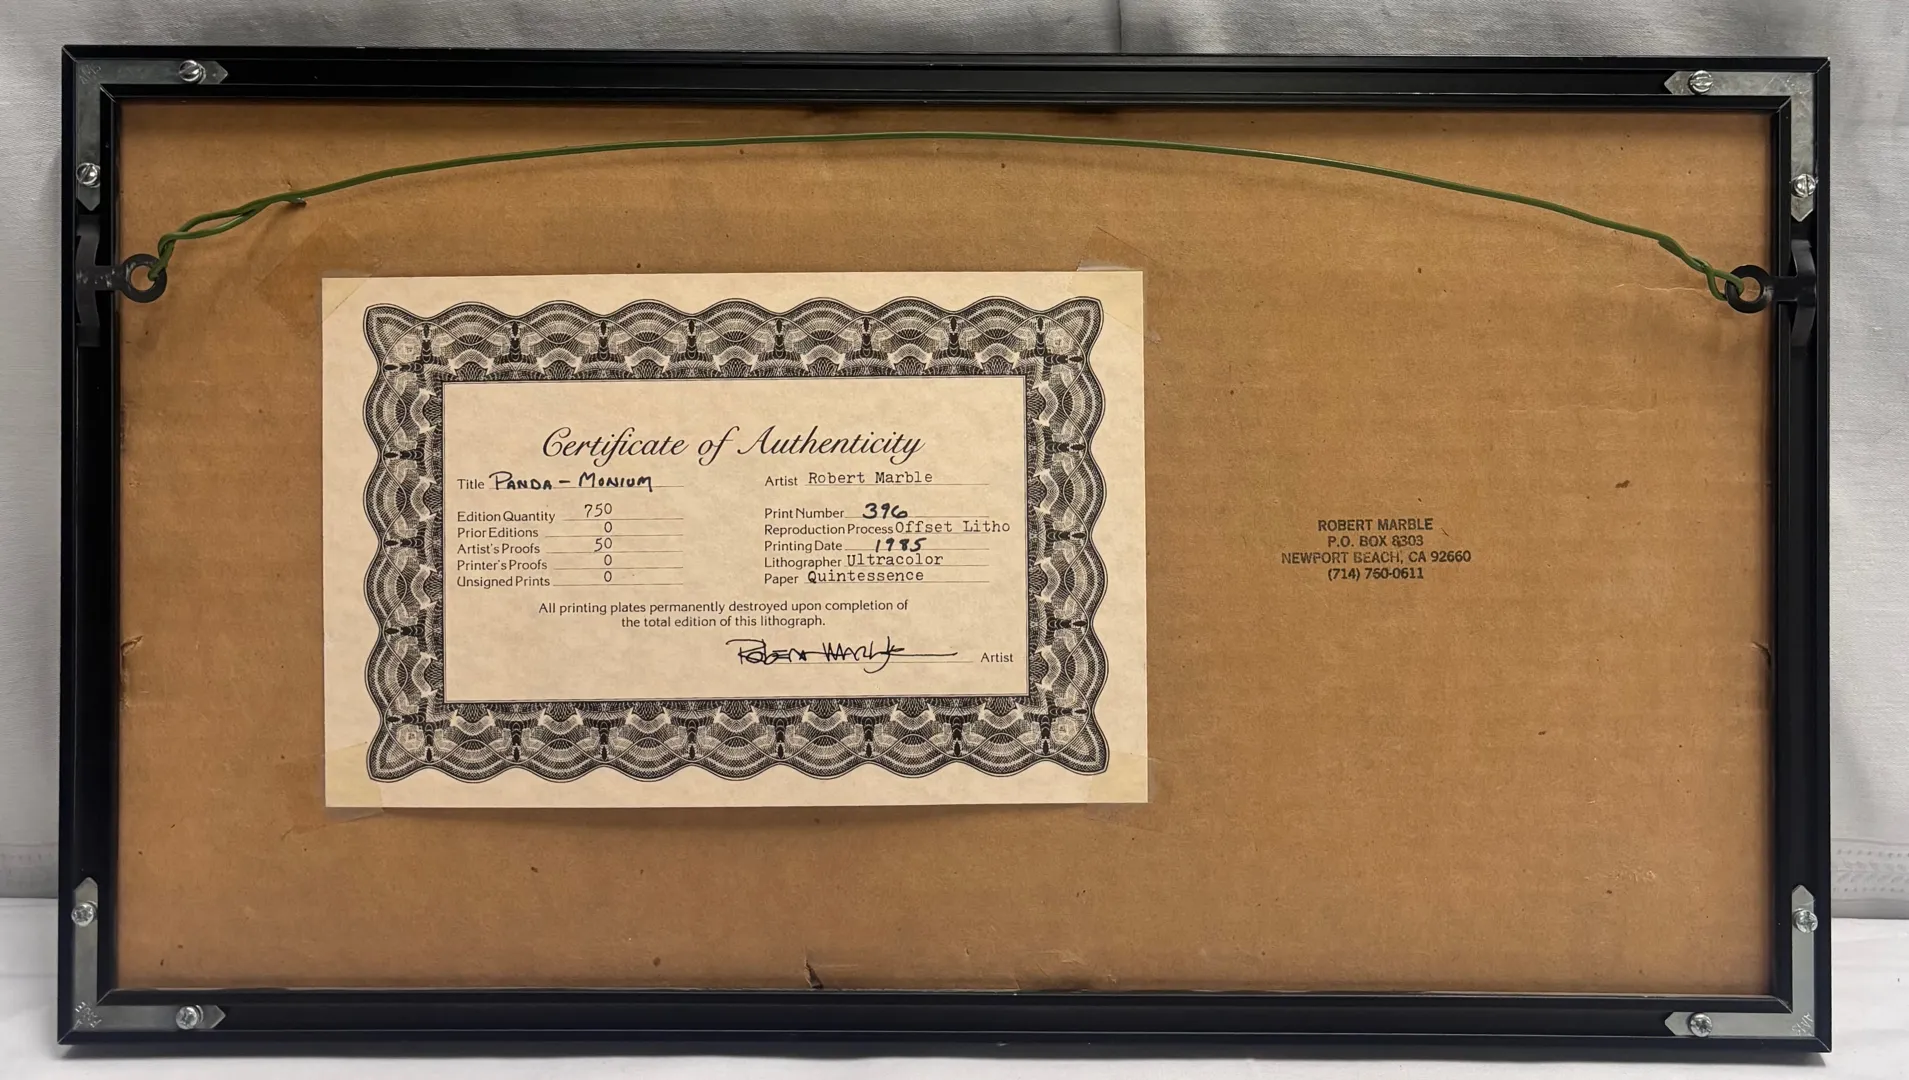 Certificate of Authenticity
Title PANDA-MONIUM
Artist Robert Marble
Edition Quantity 750
Prior Editions 0
Artist's Proofs 50
Printer's Proofs 0
Unsigned Prints 0
Print Number 396
Reproduction Process Offset Litho
Printing Date 1985
Lithographer Ultracolor
Paper Quintessence
All printing plates permanently destroyed upon completion of
the total edition of this lithograph.
Robert Marble Artist
ROBERT MARBLE
P.O. BOX 8303
NEWPORT BEACH, CA 92660
(714) 760-0611